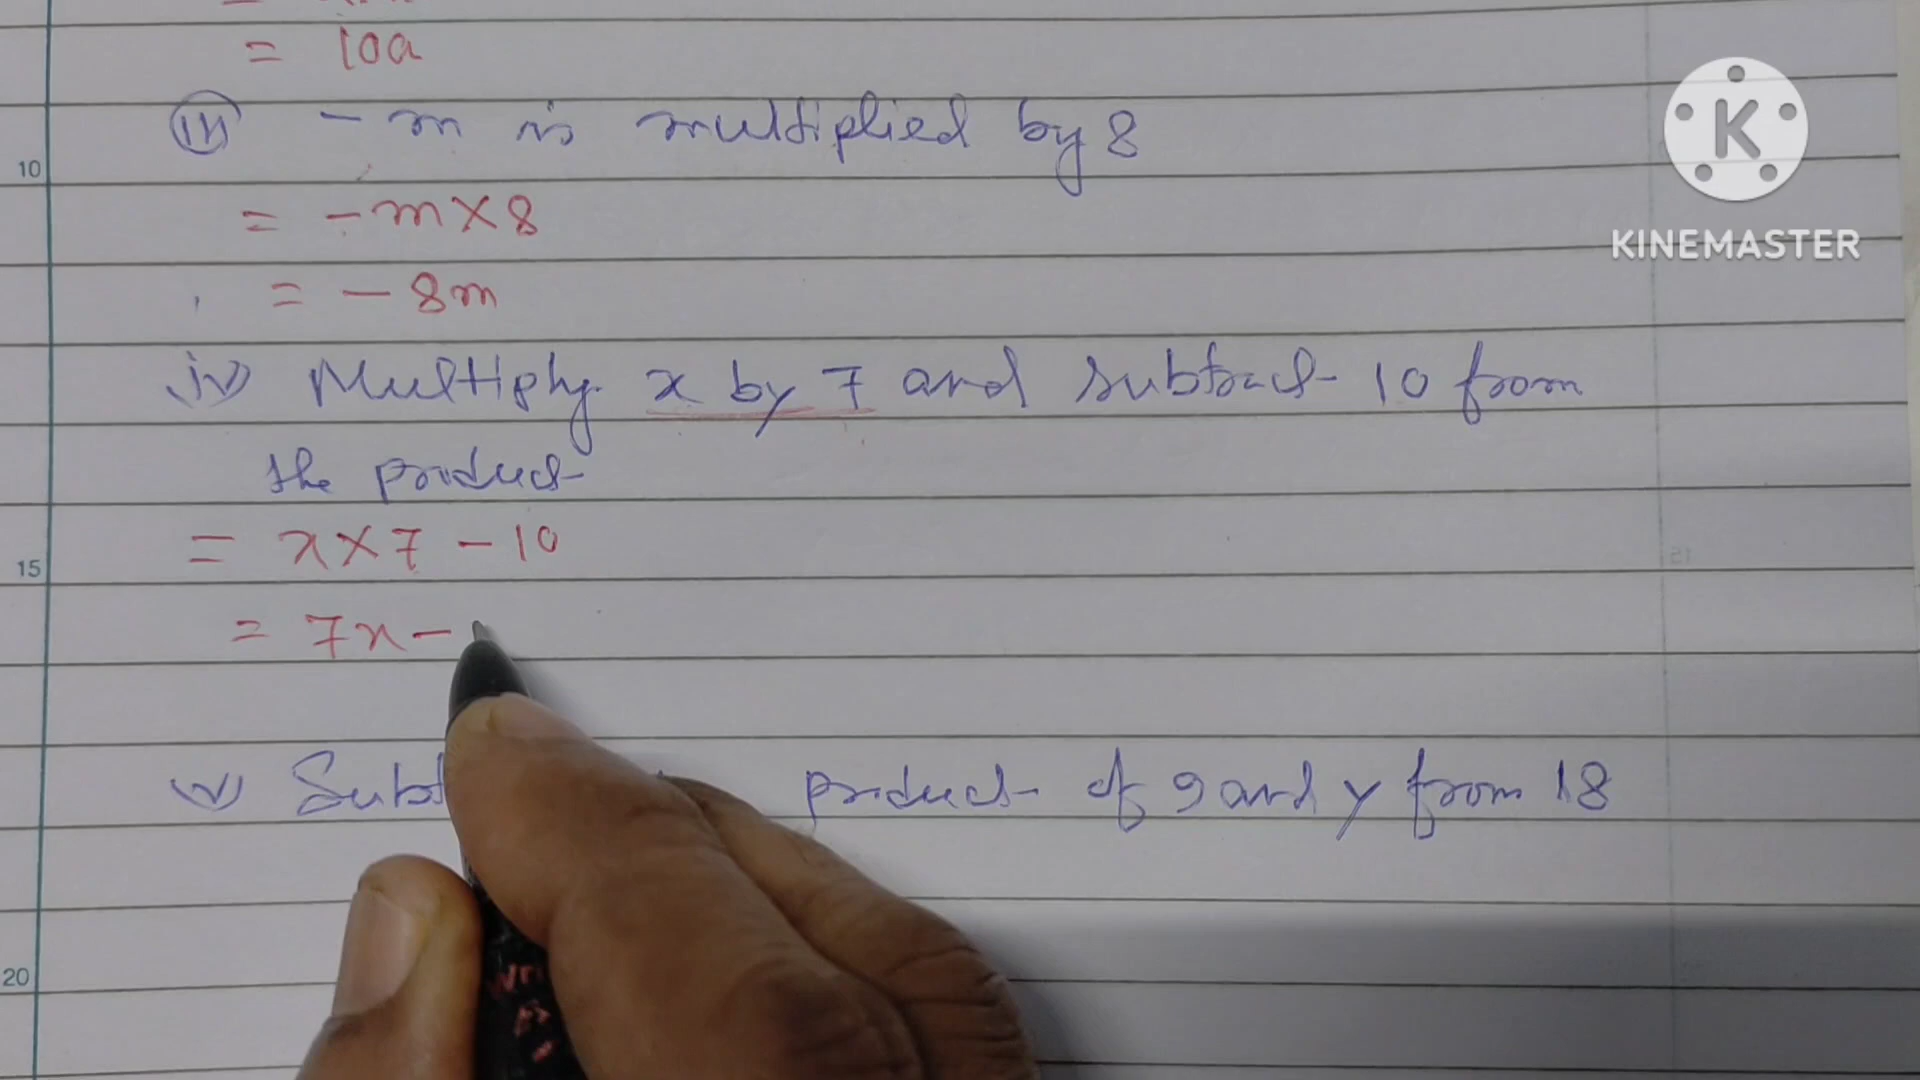 = 10a
(iii) - m is multiplied by 8
10
= - m × 8
= - 8m
iv) Multiply x by 7 and subtract 10 from
the product
= x × 7 - 10
15
= 7x -
v) product of 9 and y from 18
20
K
KINEMASTER